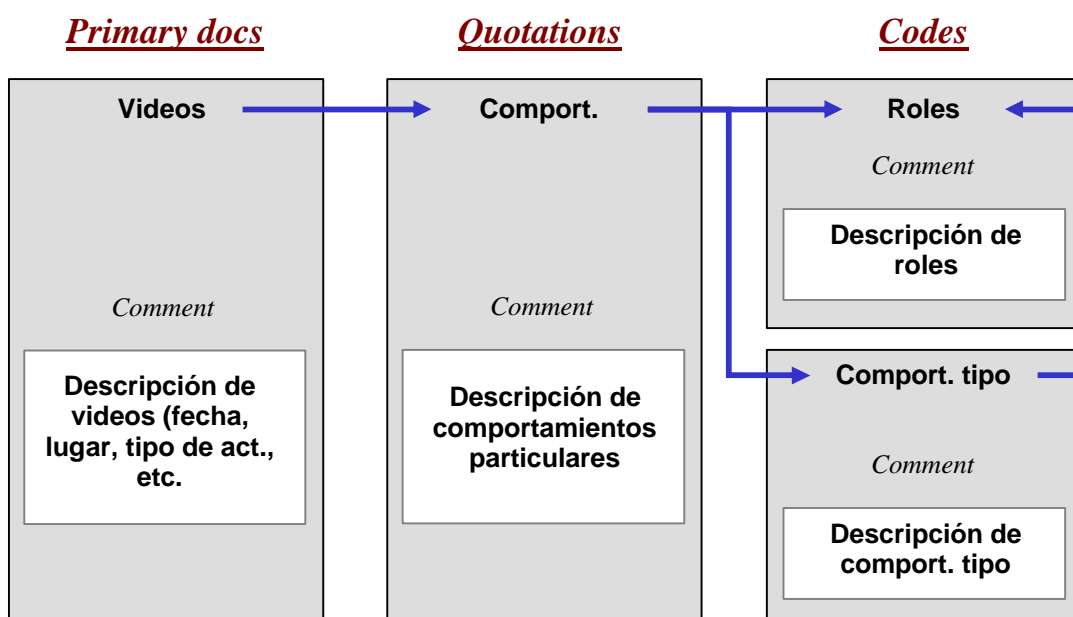 Primary docs
Quotations
Codes
Videos
Comport.
Roles
Comment
Descripción de
roles
Comment
Comment
Descripción de
videos (fecha,
lugar, tipo de act.,
etc.
Descripción de
comportamientos
particulares
Comport. tipo
Comment
Descripción de
comport. tipo